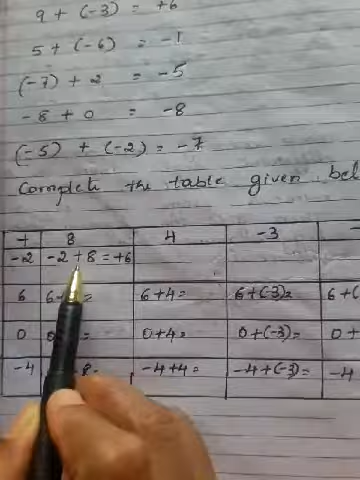 9 + (-3) = +6
5 + (-6) = -1
(-7) + 2 = -5
-8 + 0 = -8
(-5) + (-2) = -7
Complete the table given
+ 8 4 -3
-2 -2+8=+6
6 6+4= 6+(-3)= 6+(
0 0+4= 0+(-3)= 0+
-4 -4+4= -4+(-3)= -4